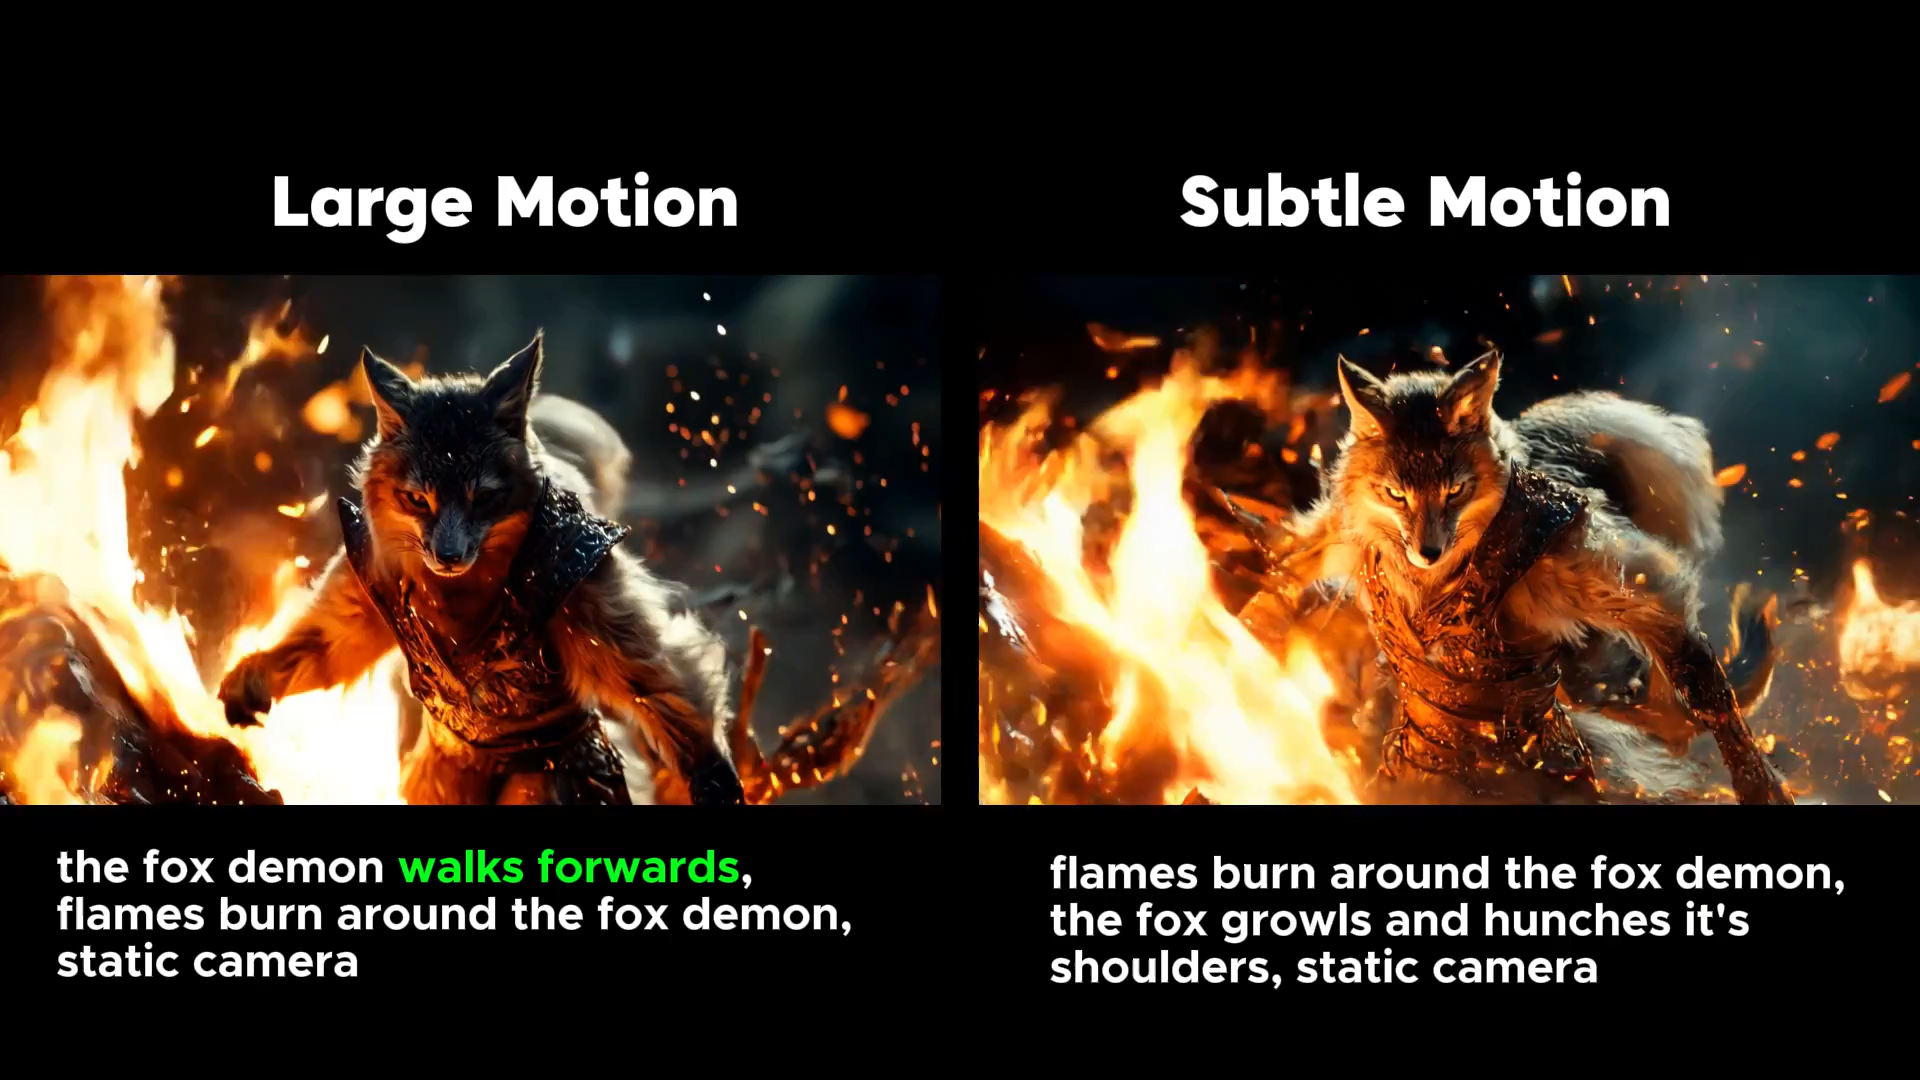 Large Motion
Subtle Motion
the fox demon walks forwards,
flames burn around the fox demon,
static camera
flames burn around the fox demon,
the fox growls and hunches it's
shoulders, static camera